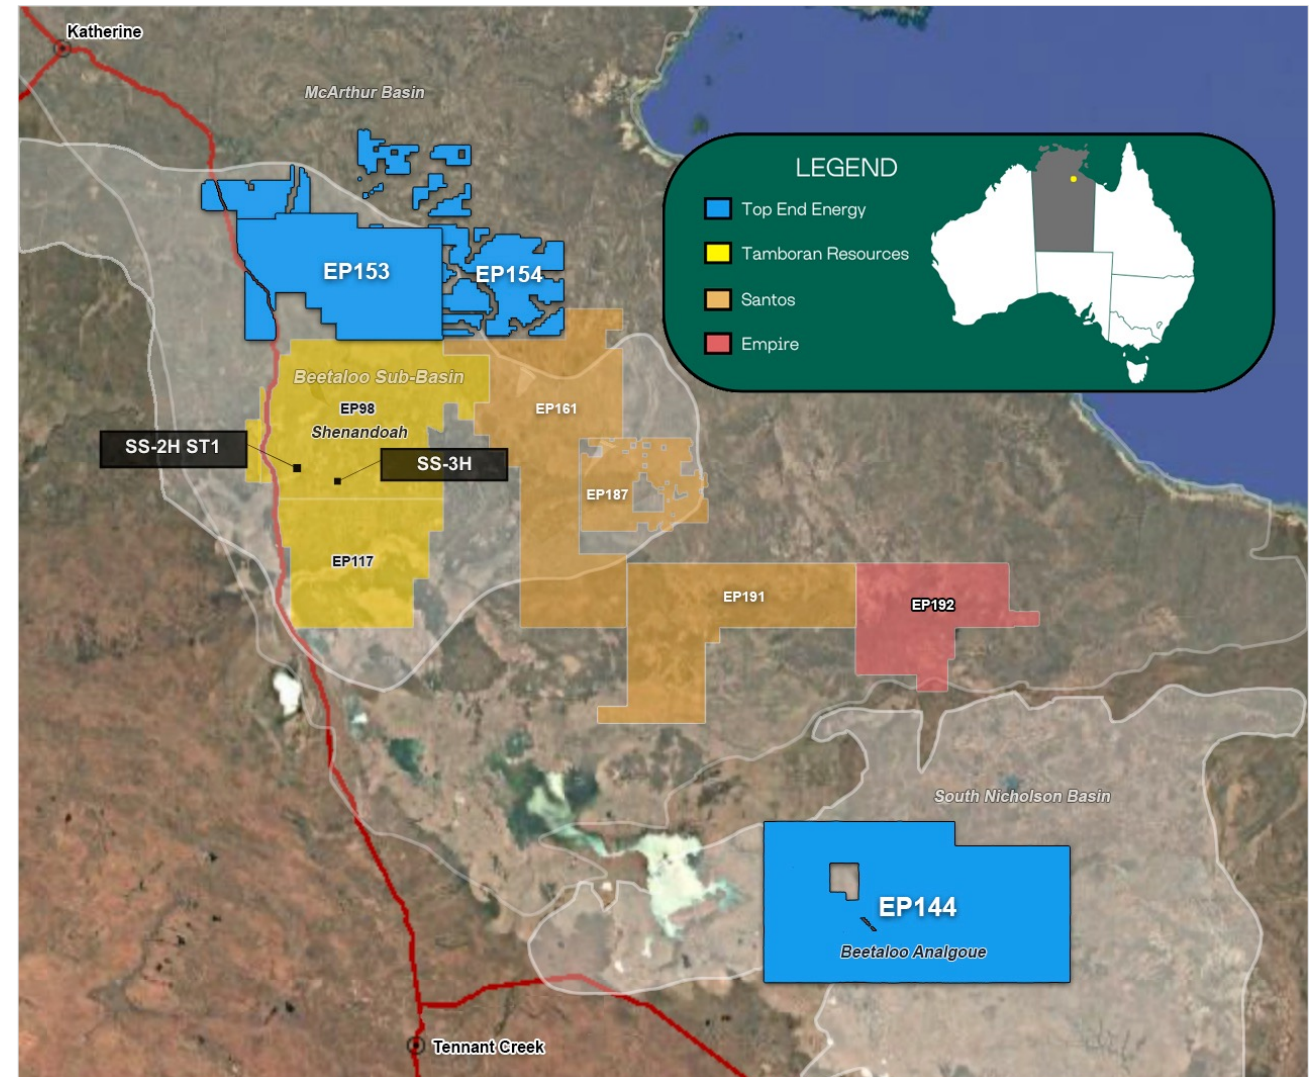 Katherine
McArthur Basin
LEGEND
Top End Energy
Tamboran Resources
Santos
Empire
EP153
EP154
Beetaloo Sub-Basin
EP98
Shenandoah
EP161
SS-2H ST1
SS-3H
EP187
EP117
EP191
EP192
South Nicholson Basin
EP144
Beetaloo Analgoue
Tennant Creek